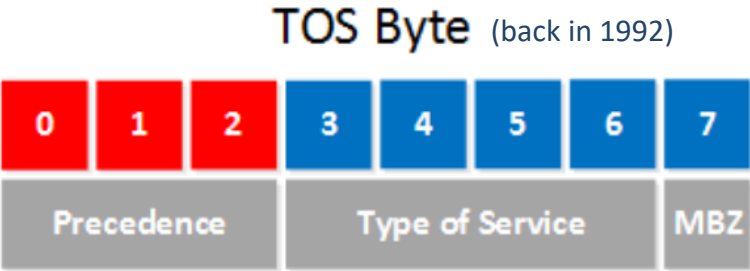 TOS Byte (back in 1992)
0 1 2 3 4 5 6 7
Precedence Type of Service MBZ